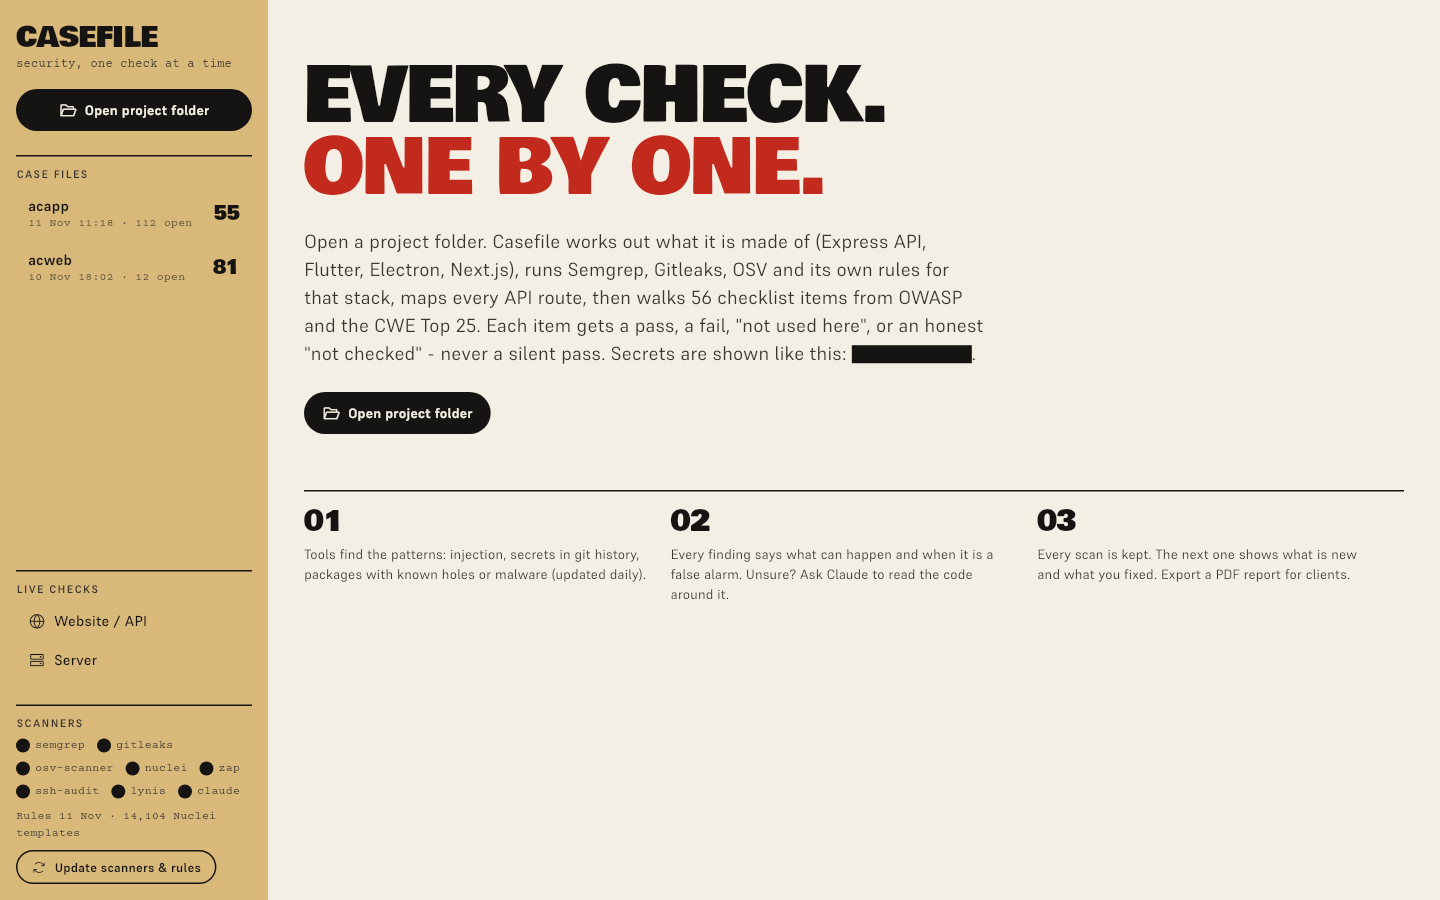 CASEFILE
security, one check at a time
Open project folder
CASE FILES
acapp
11 Nov 11:18 · 112 open
55
acweb
10 Nov 18:02 · 12 open
81
LIVE CHECKS
Website / API
Server
SCANNERS
semgrep gitleaks
osv-scanner nuclei zap
ssh-audit lynis claude
Rules 11 Nov · 14,104 Nuclei
templates
Update scanners & rules
EVERY CHECK.
ONE BY ONE.
Open a project folder. Casefile works out what it is made of (Express API,
Flutter, Electron, Next.js), runs Semgrep, Gitleaks, OSV and its own rules for
that stack, maps every API route, then walks 56 checklist items from OWASP
and the CWE Top 25. Each item gets a pass, a fail, "not used here", or an honest
"not checked" - never a silent pass. Secrets are shown like this: .
Open project folder
01
Tools find the patterns: injection, secrets in git history,
packages with known holes or malware (updated daily).
02
Every finding says what can happen and when it is a
false alarm. Unsure? Ask Claude to read the code
around it.
03
Every scan is kept. The next one shows what is new
and what you fixed. Export a PDF report for clients.